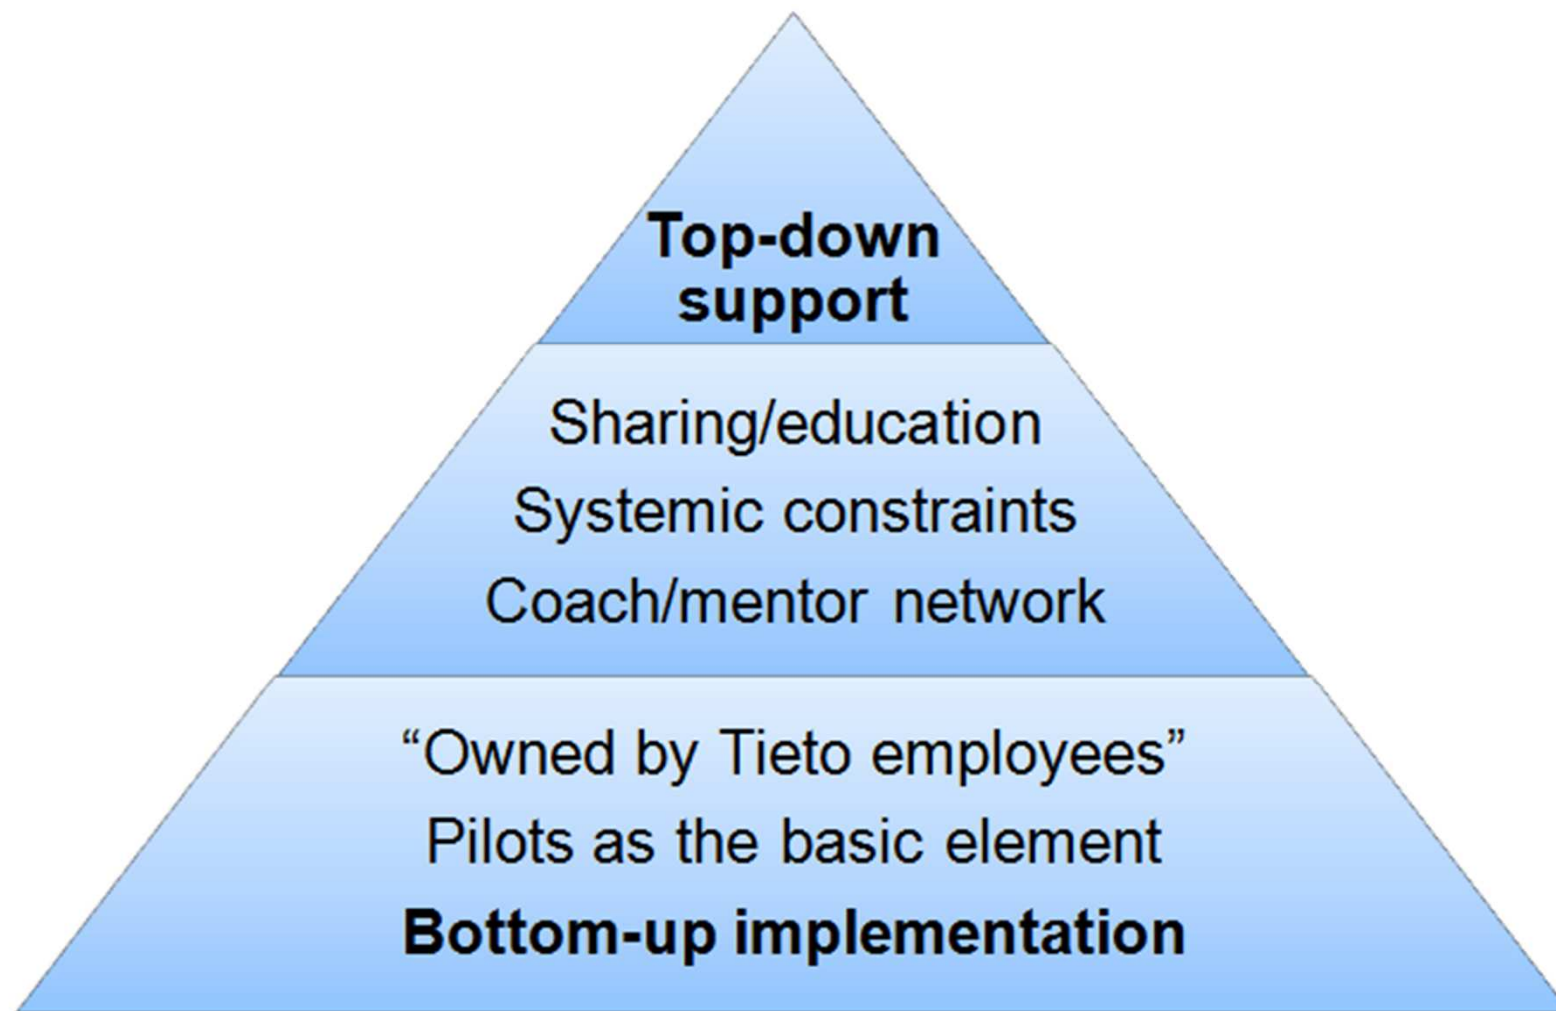 Top-down
support
Sharing/education
Systemic constraints
Coach/mentor network
“Owned by Tieto employees”
Pilots as the basic element
Bottom-up implementation